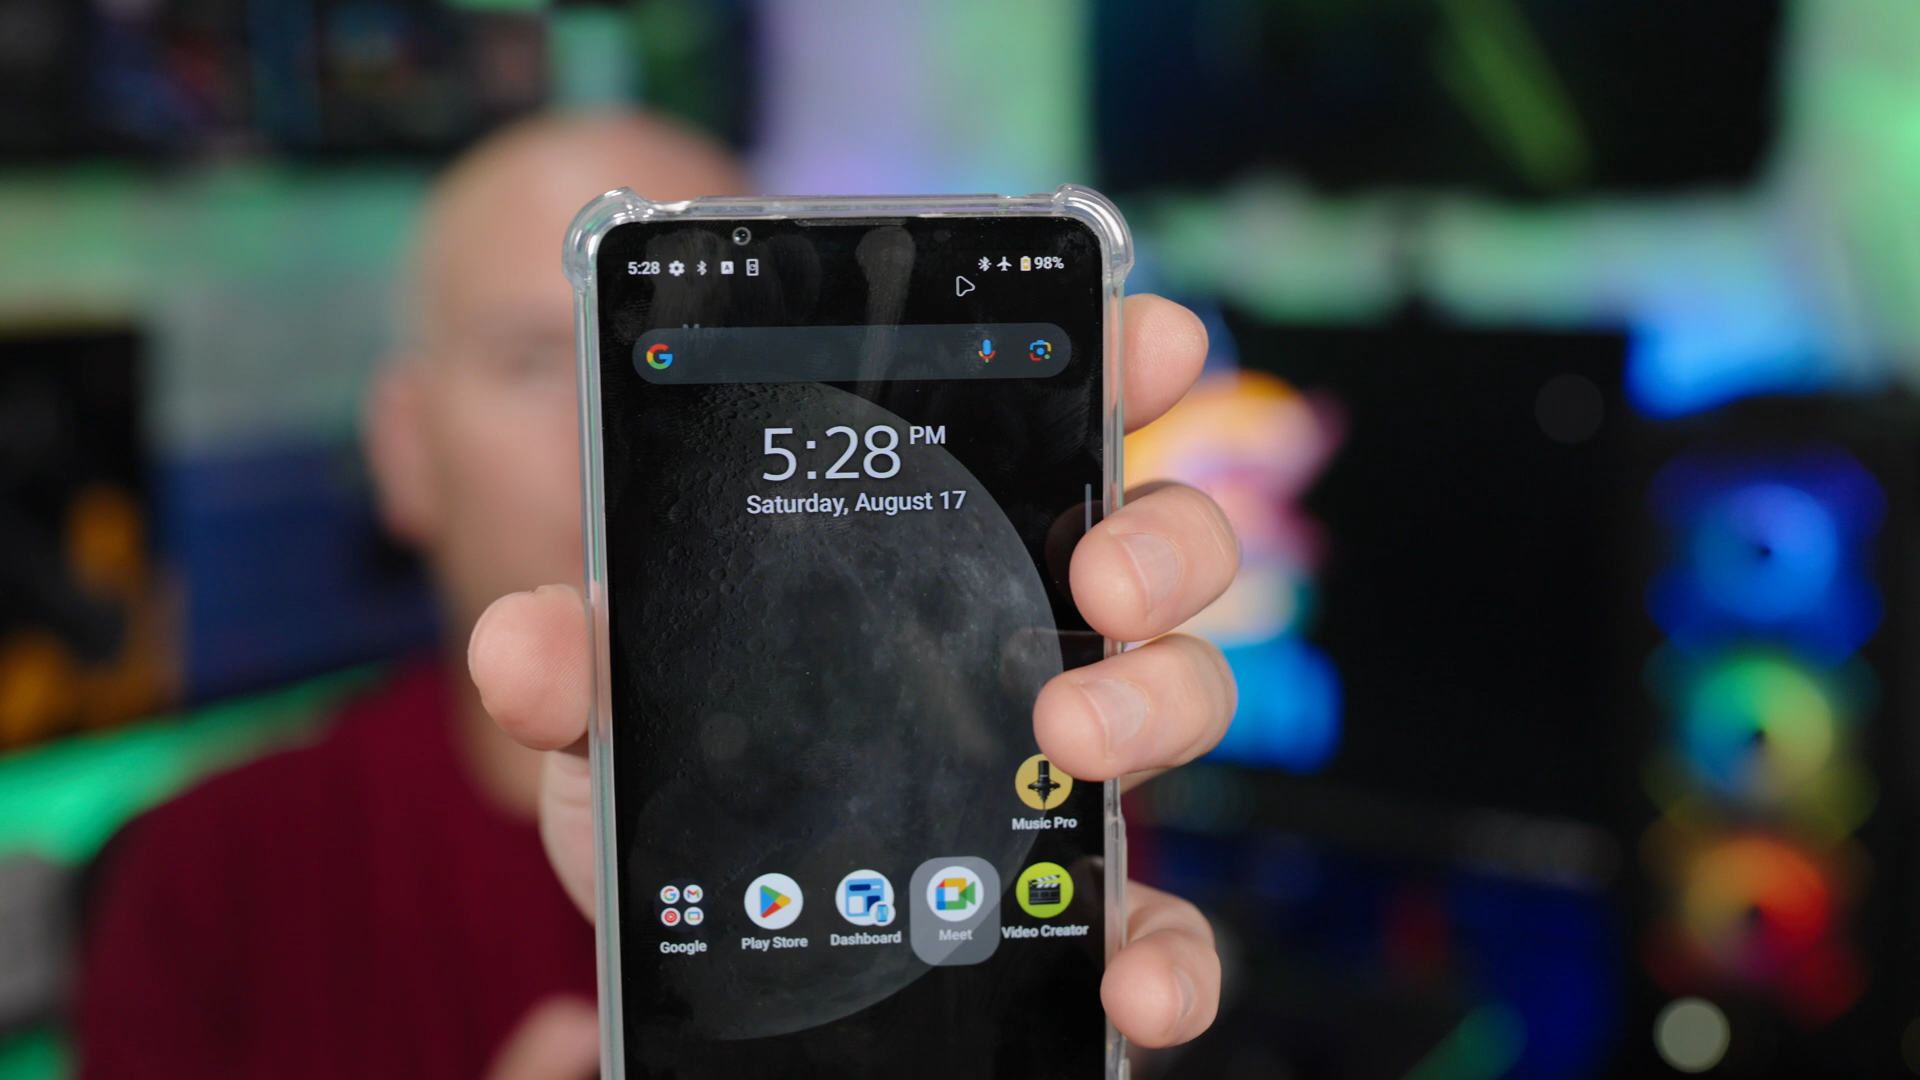 5:28
98%
5:28 PM
Saturday, August 17
Music Pro
Google
Play Store
Dashboard
Meet
Video Creator